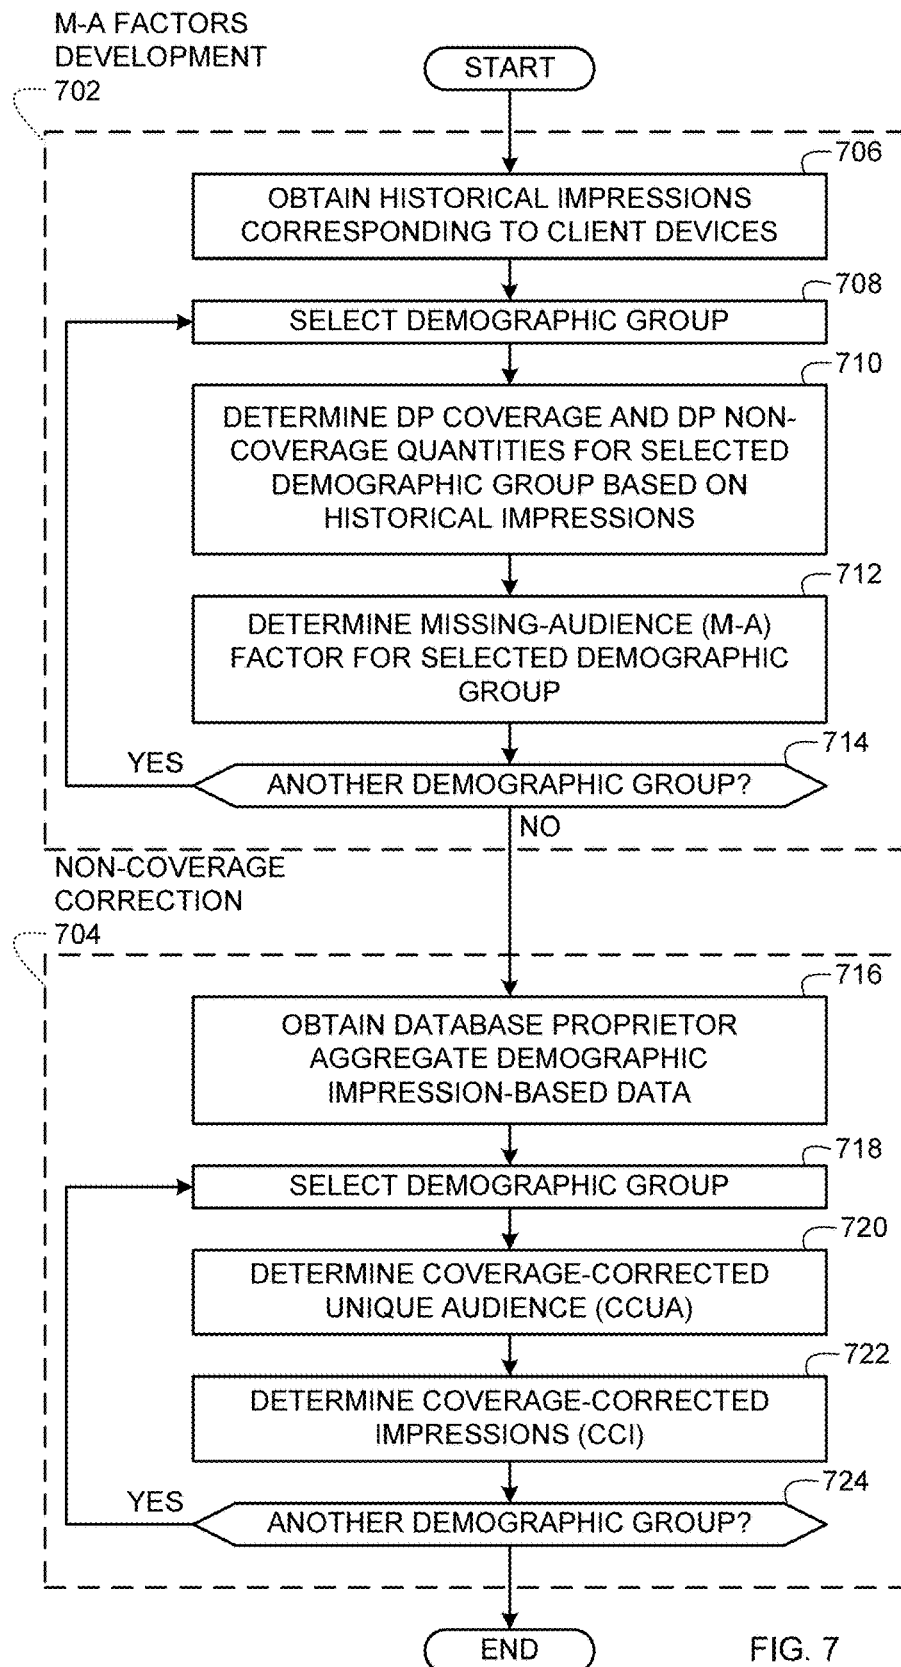 M-A FACTORS
DEVELOPMENT
702
START
706
OBTAIN HISTORICAL IMPRESSIONS
CORRESPONDING TO CLIENT DEVICES
708
SELECT DEMOGRAPHIC GROUP
710
DETERMINE DP COVERAGE AND DP NON-
COVERAGE QUANTITIES FOR SELECTED
DEMOGRAPHIC GROUP BASED ON
HISTORICAL IMPRESSIONS
712
DETERMINE MISSING-AUDIENCE (M-A)
FACTOR FOR SELECTED DEMOGRAPHIC
GROUP
714
YES
ANOTHER DEMOGRAPHIC GROUP?
NO
NON-COVERAGE
CORRECTION
704
716
OBTAIN DATABASE PROPRIETOR
AGGREGATE DEMOGRAPHIC
IMPRESSION-BASED DATA
718
SELECT DEMOGRAPHIC GROUP
720
DETERMINE COVERAGE-CORRECTED
UNIQUE AUDIENCE (CCUA)
722
DETERMINE COVERAGE-CORRECTED
IMPRESSIONS (CCI)
724
YES
ANOTHER DEMOGRAPHIC GROUP?
END
FIG. 7